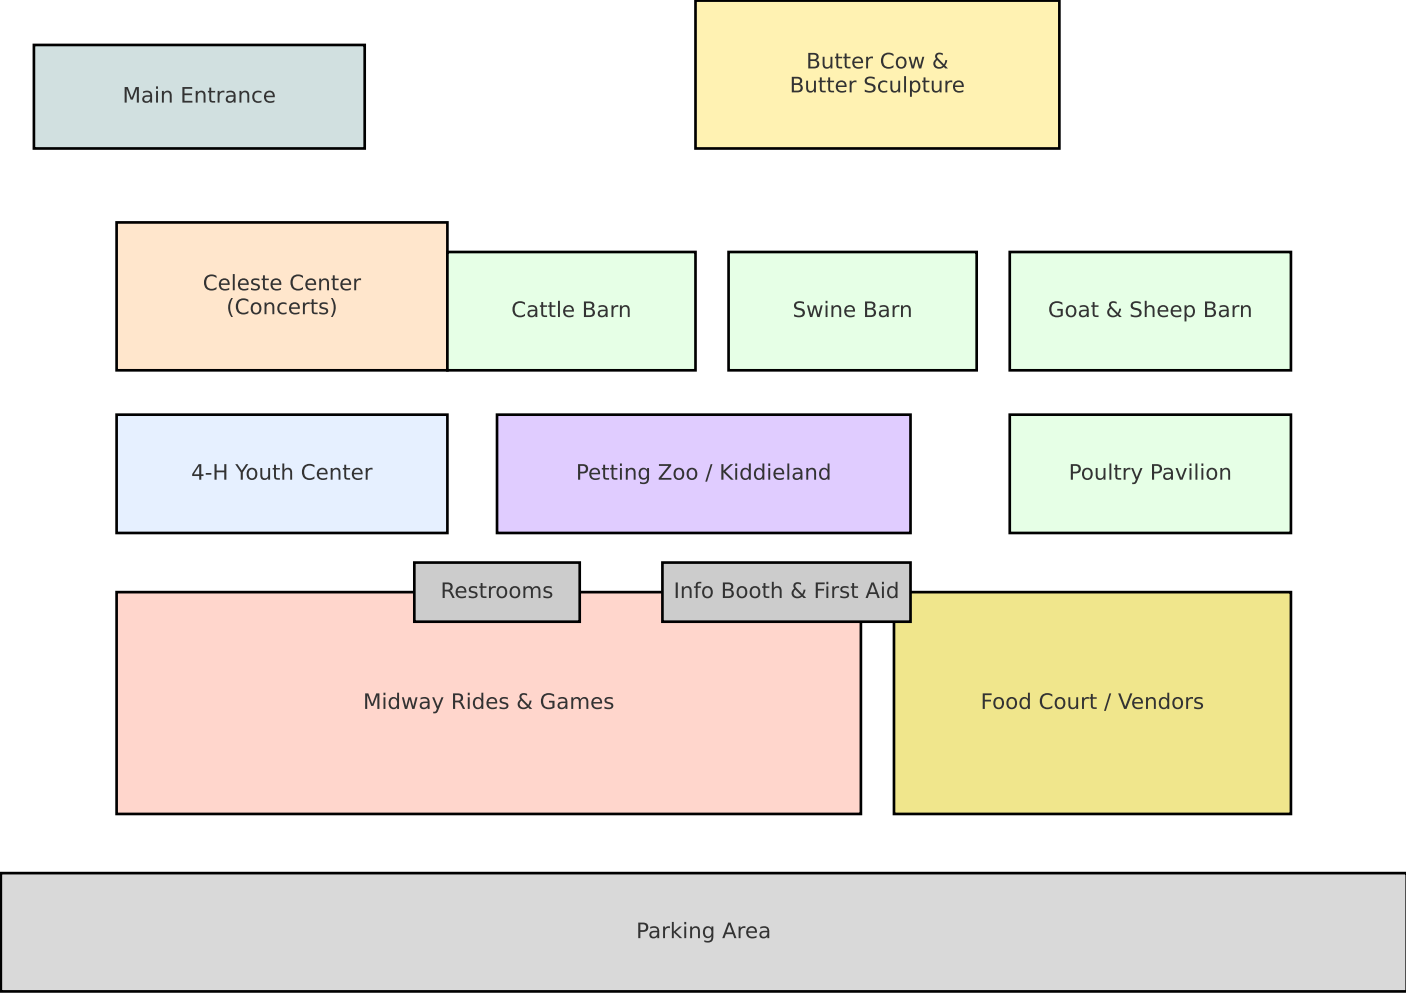 Main Entrance
Butter Cow &
Butter Sculpture
Celeste Center
(Concerts)
Cattle Barn
Swine Barn
Goat & Sheep Barn
4-H Youth Center
Petting Zoo / Kiddieland
Poultry Pavilion
Restrooms
Info Booth & First Aid
Midway Rides & Games
Food Court / Vendors
Parking Area